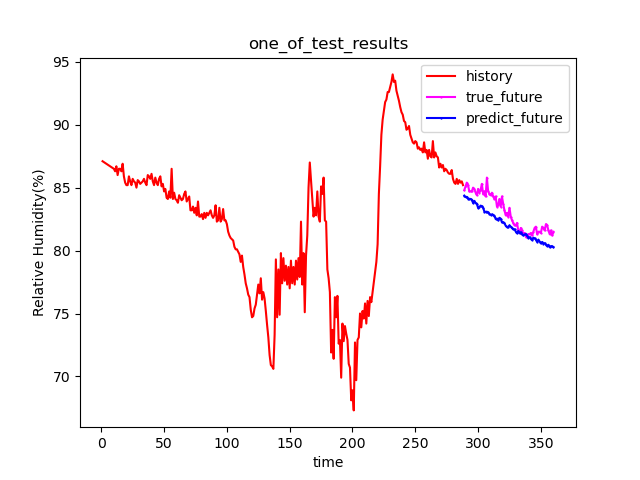 one_of_test_results
95
90
85
80
75
70
Relative Humidity(%)
history
true_future
predict_future
0 50 100 150 200 250 300 350
time